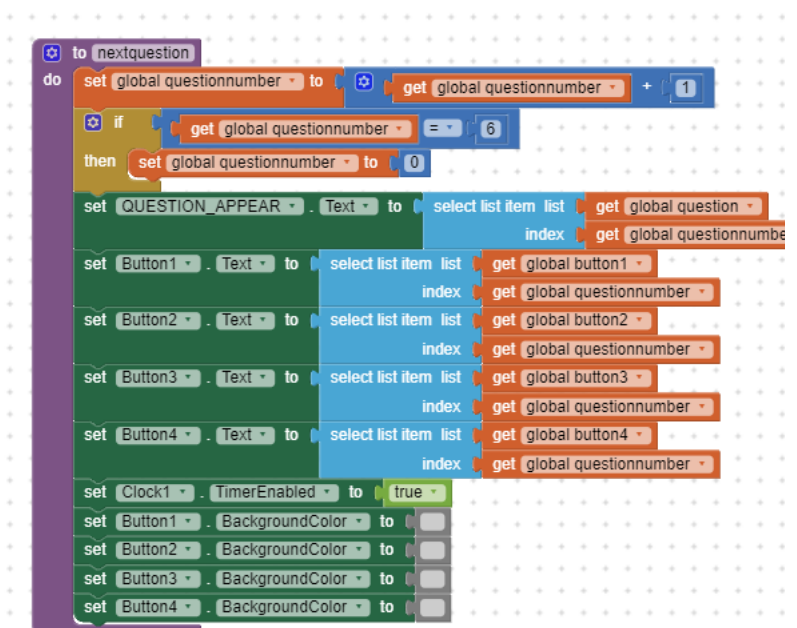 to nextquestion
do set global questionnumber to get global questionnumber + 1
if get global questionnumber = 6
then set global questionnumber to 0
set QUESTION_APPEAR . Text to select list item list get global question
index get global questionnumbe
set Button1 . Text to select list item list get global button1
index get global questionnumber
set Button2 . Text to select list item list get global button2
index get global questionnumber
set Button3 . Text to select list item list get global button3
index get global questionnumber
set Button4 . Text to select list item list get global button4
index get global questionnumber
set Clock1 . TimerEnabled to true
set Button1 . BackgroundColor to
set Button2 . BackgroundColor to
set Button3 . BackgroundColor to
set Button4 . BackgroundColor to